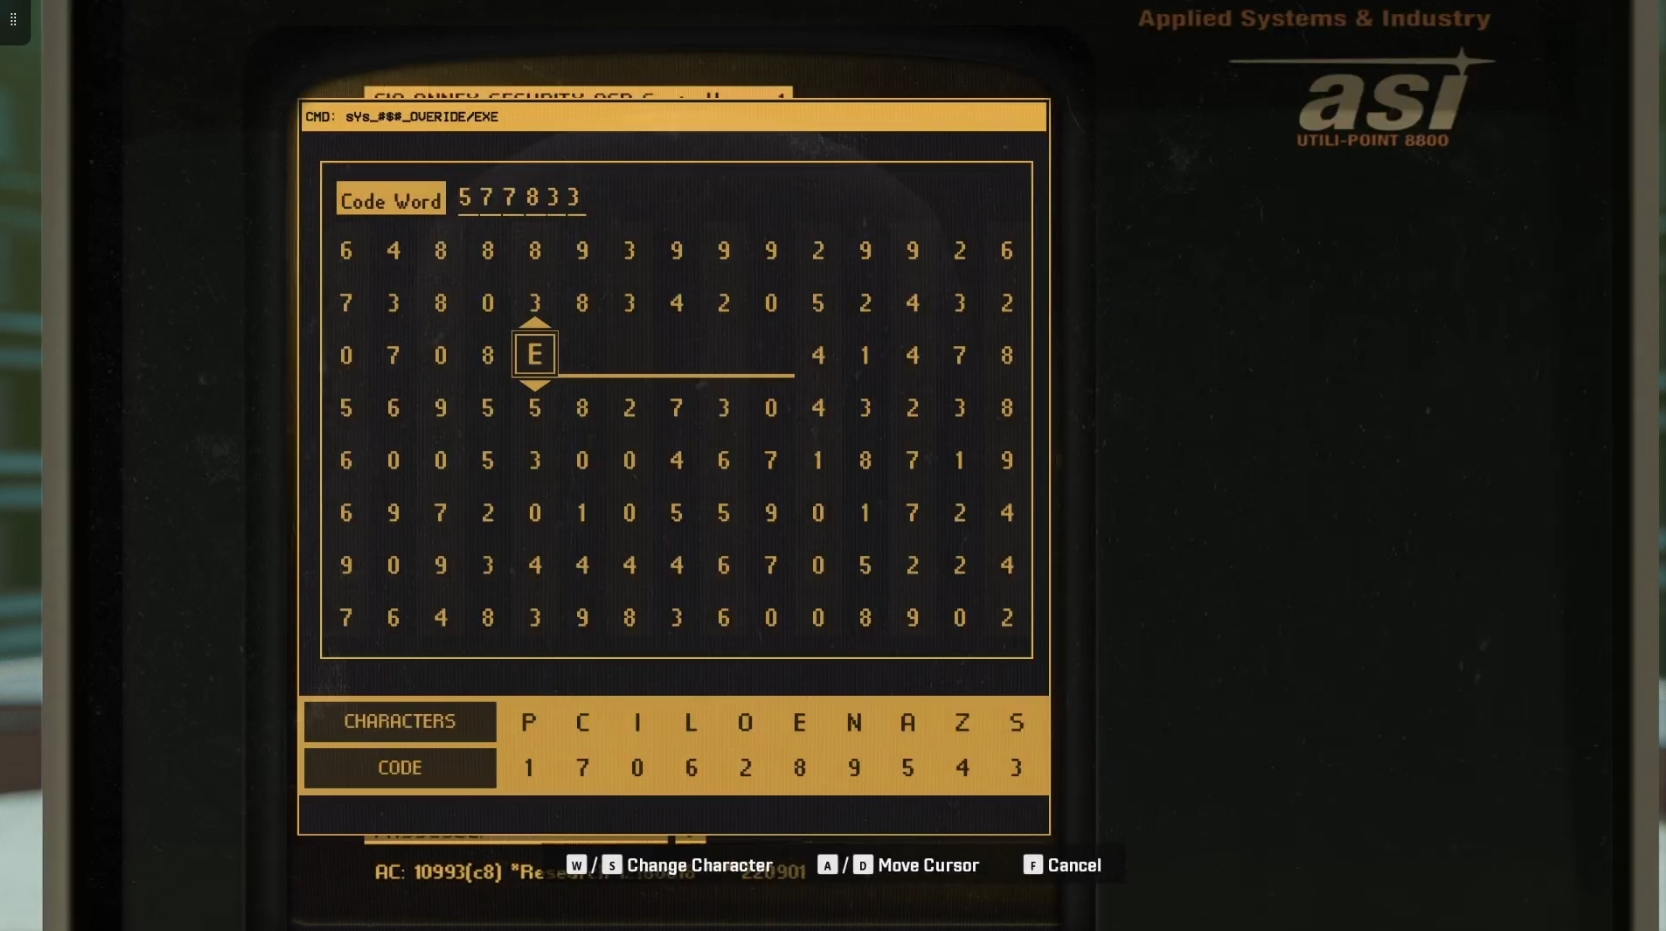 Applied Systems & Industry
asi
UTILI-POINT 8800
CMD: sYs_#$#_OVERIDE/EXE
Code Word 5 7 7 8 3 3
6 4 8 8 8 9 3 9 9 9 2 9 9 2 6
7 3 8 0 3 8 3 4 2 0 5 2 4 3 2
0 7 0 8 E 4 1 4 7 8
5 6 9 5 5 8 2 7 3 0 4 3 2 3 8
6 0 0 5 3 0 0 4 6 7 1 8 7 1 9
6 9 7 2 0 1 0 5 5 9 0 1 7 2 4
9 0 9 3 4 4 4 4 6 7 0 5 2 2 4
7 6 4 8 3 9 8 3 6 0 0 8 9 0 2
CHARACTERS P C I L O E N A Z S
CODE 1 7 0 6 2 8 9 5 4 3
AC: 10993(c8) 220901
W / S Change Character A / D Move Cursor F Cancel